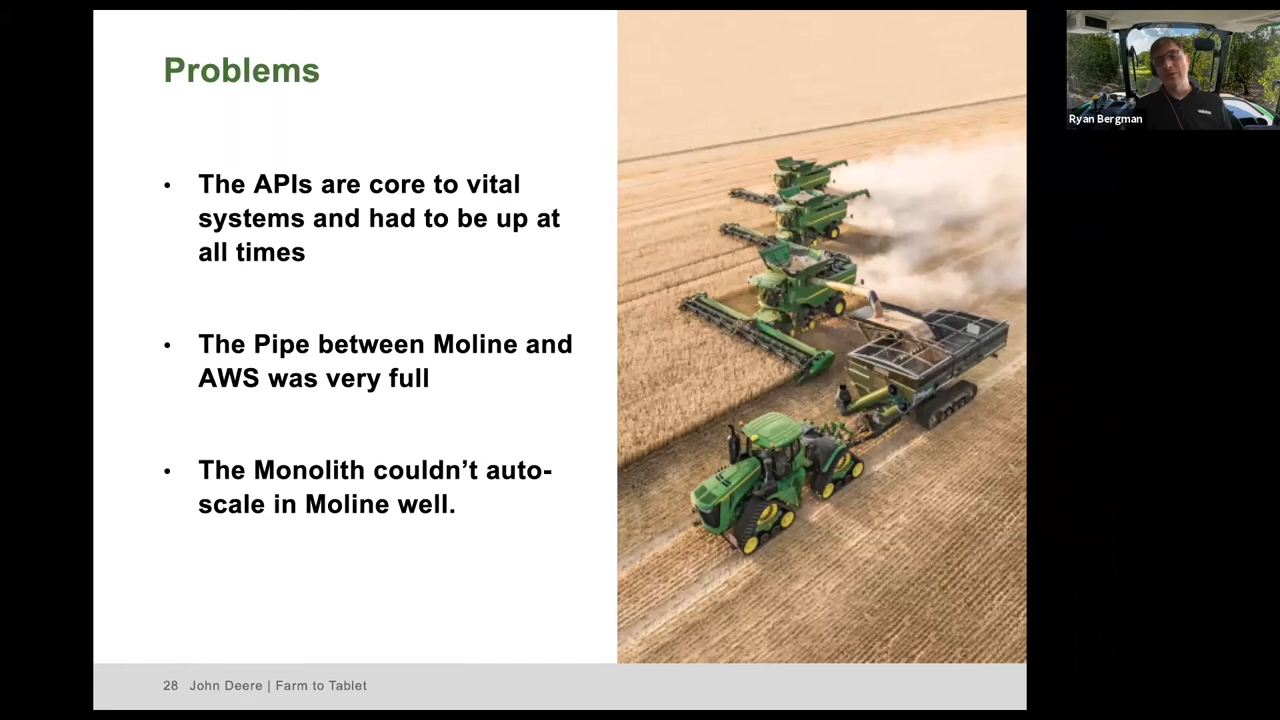 Problems
• The APIs are core to vital
systems and had to be up at
all times
• The Pipe between Moline and
AWS was very full
• The Monolith couldn’t auto-
scale in Moline well.
28 John Deere | Farm to Tablet
Ryan Bergman